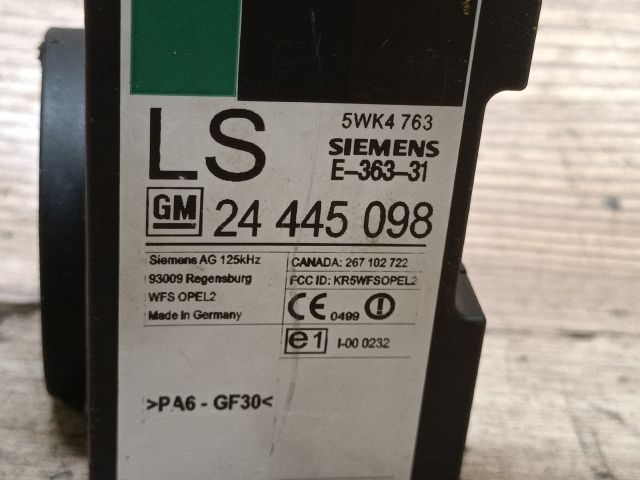 LS
5WK4 763
SIEMENS
E-363-31
GM 24 445 098
Siemens AG 125kHz
93009 Regensburg
WFS OPEL2
Made in Germany
CANADA: 267 102 722
FCC ID: KR5WFSOPEL2
CE 0499
e1 I-00 0232
>PA6 - GF30<